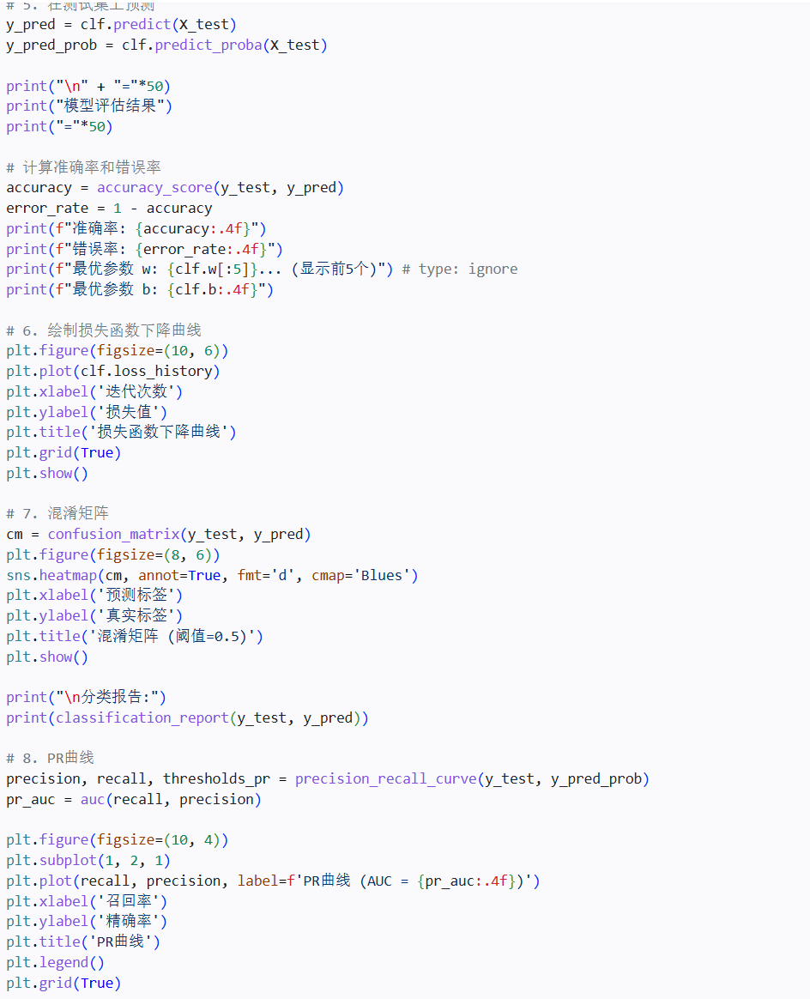 # 5. 在测试集上预测
y_pred = clf.predict(X_test)
y_pred_prob = clf.predict_proba(X_test)
print("\n" + "="*50)
print("模型评估结果")
print("="*50)
# 计算准确率和错误率
accuracy = accuracy_score(y_test, y_pred)
error_rate = 1 - accuracy
print(f"准确率: {accuracy:.4f}")
print(f"错误率: {error_rate:.4f}")
print(f"最优参数 w: {clf.w[:5]}... (显示前5个)") # type: ignore
print(f"最优参数 b: {clf.b:.4f}")
# 6. 绘制损失函数下降曲线
plt.figure(figsize=(10, 6))
plt.plot(clf.loss_history)
plt.xlabel('迭代次数')
plt.ylabel('损失值')
plt.title('损失函数下降曲线')
plt.grid(True)
plt.show()
# 7. 混淆矩阵
cm = confusion_matrix(y_test, y_pred)
plt.figure(figsize=(8, 6))
sns.heatmap(cm, annot=True, fmt='d', cmap='Blues')
plt.xlabel('预测标签')
plt.ylabel('真实标签')
plt.title('混淆矩阵 (阈值=0.5)')
plt.show()
print("\n分类报告:")
print(classification_report(y_test, y_pred))
# 8. PR曲线
precision, recall, thresholds_pr = precision_recall_curve(y_test, y_pred_prob)
pr_auc = auc(recall, precision)
plt.figure(figsize=(10, 4))
plt.subplot(1, 2, 1)
plt.plot(recall, precision, label=f'PR曲线 (AUC = {pr_auc:.4f})')
plt.xlabel('召回率')
plt.ylabel('精确率')
plt.title('PR曲线')
plt.legend()
plt.grid(True)